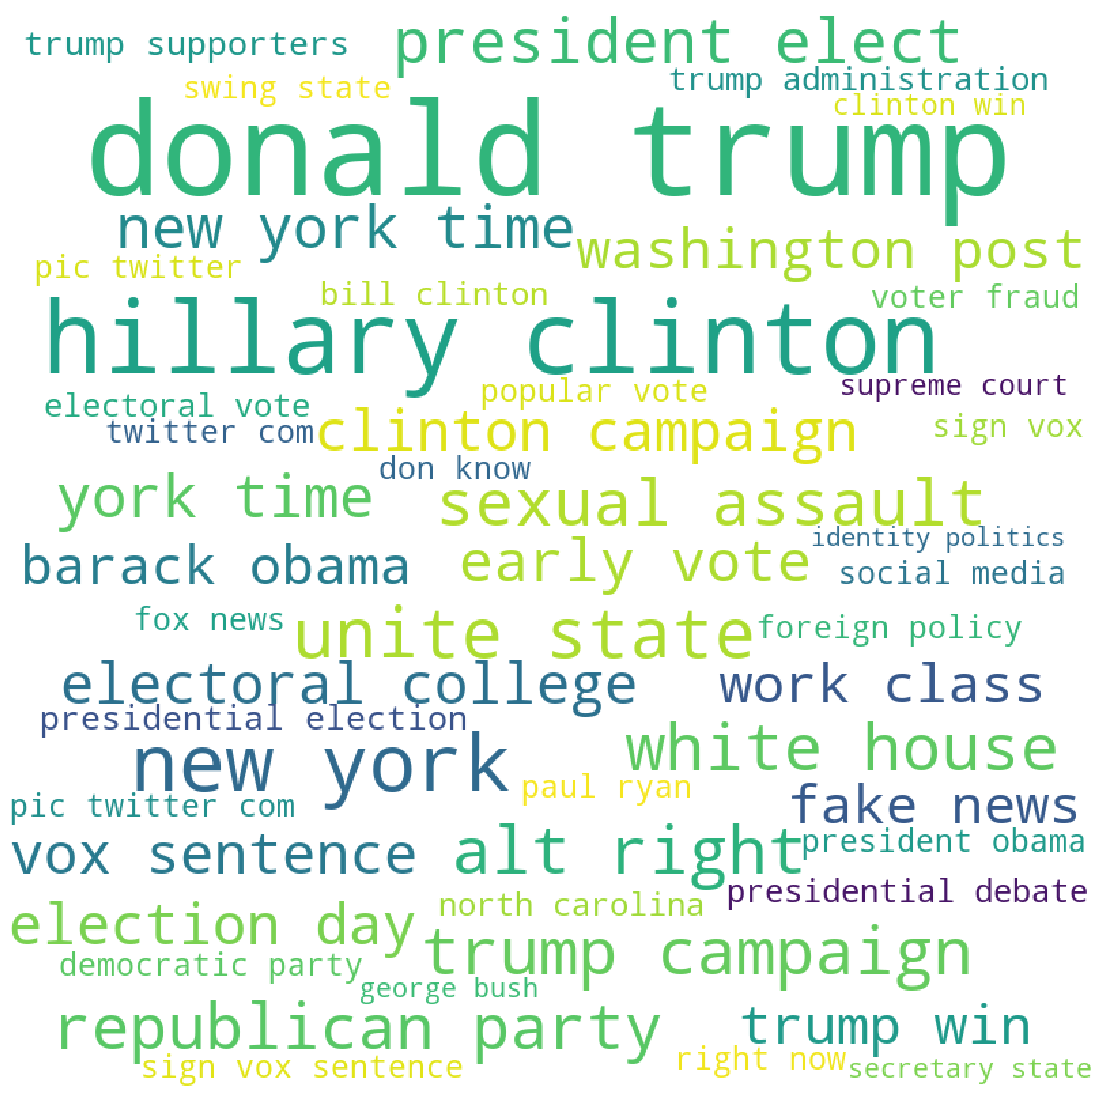 trump supporters
president elect
swing state
trump administration
clinton win
donald trump
new york time
washington post
pic twitter
bill clinton
voter fraud
hillary clinton
popular vote
supreme court
electoral vote
twitter com
clinton campaign
sign vox
don know
york time
sexual assault
identity politics
barack obama
early vote
social media
fox news
unite state
foreign policy
electoral college
work class
presidential election
new york
white house
paul ryan
pic twitter com
fake news
vox sentence
alt right
president obama
presidential debate
north carolina
election day
trump campaign
democratic party
george bush
republican party
trump win
sign vox sentence
right now
secretary state